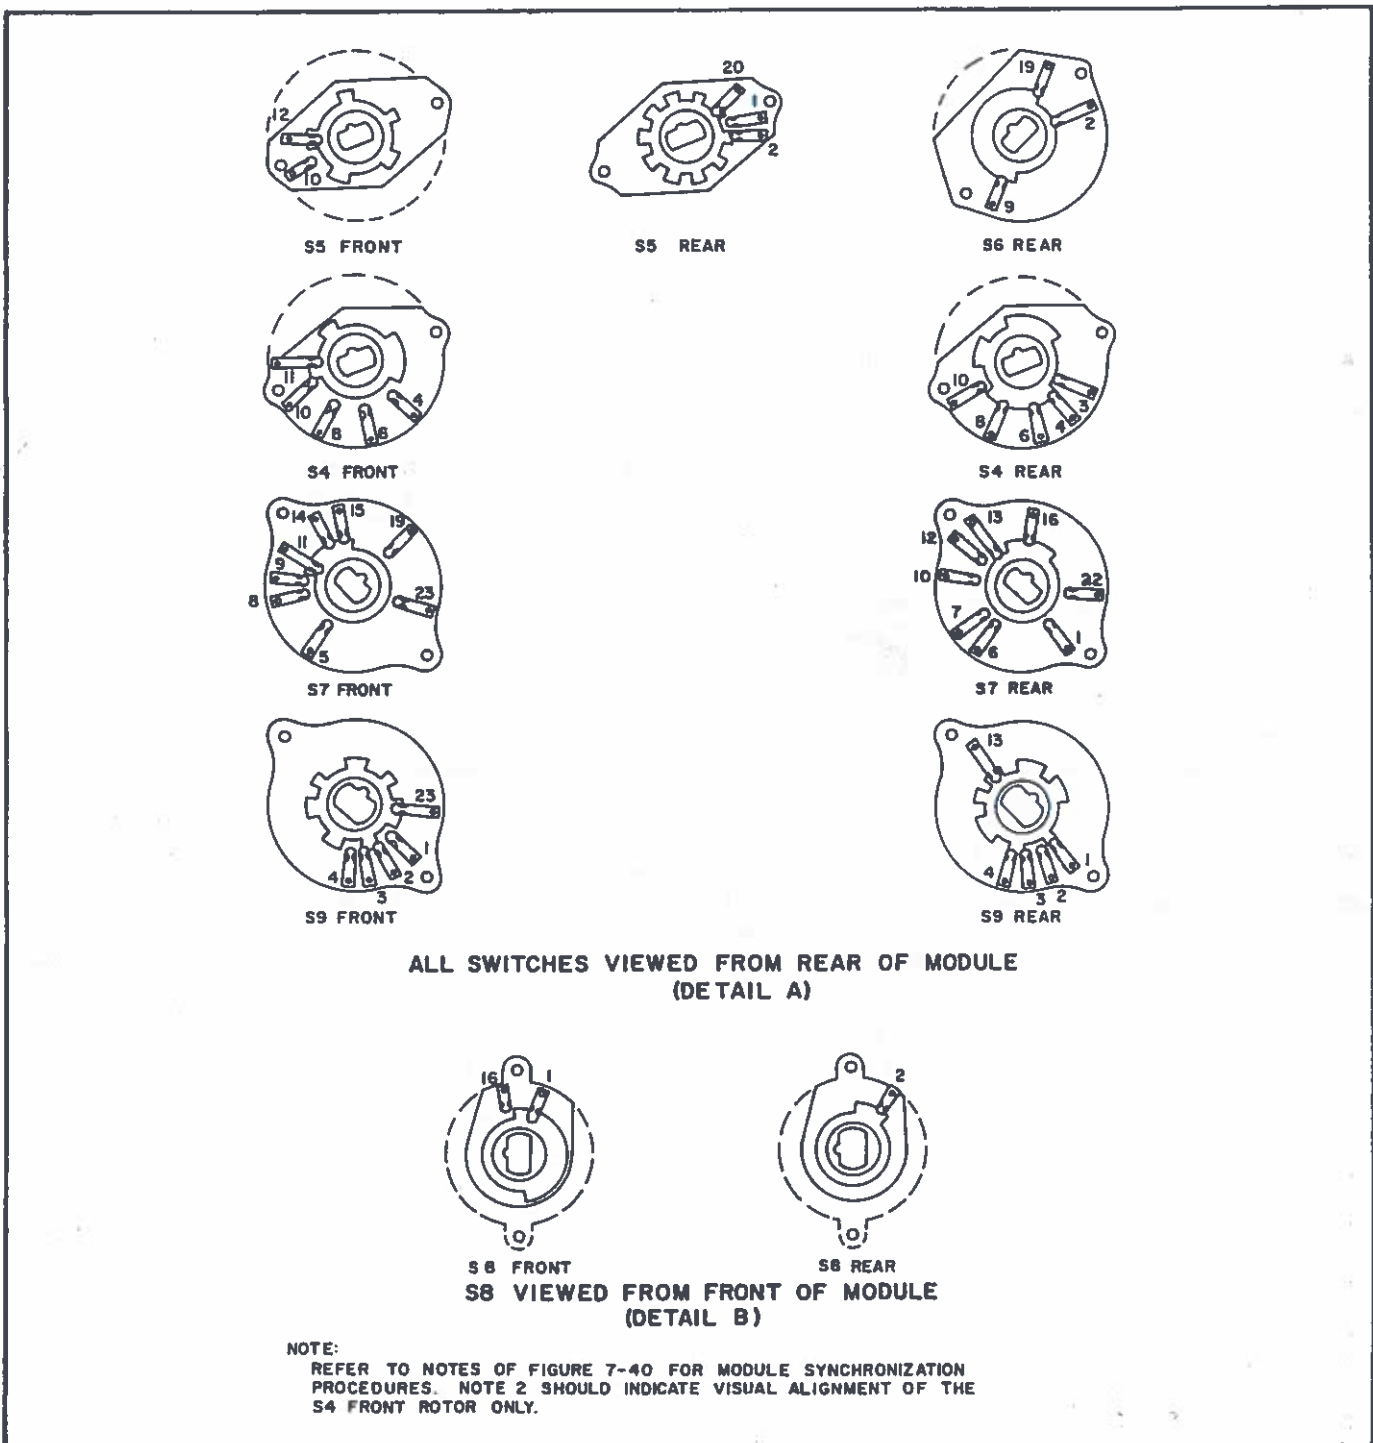 12
10
S5 FRONT
20
1
2
S5 REAR
19
2
9
S6 REAR
11
10
8
6
4
S4 FRONT
10
8
6
4
3
S4 REAR
14
15
19
11
9
8
23
5
S7 FRONT
13
16
12
10
22
7
6
1
S7 REAR
23
1
2
3
4
S9 FRONT
13
4
3
2
1
S9 REAR
ALL SWITCHES VIEWED FROM REAR OF MODULE
(DETAIL A)
16
1
S8 FRONT
2
S8 REAR
S8 VIEWED FROM FRONT OF MODULE
(DETAIL B)
NOTE:
REFER TO NOTES OF FIGURE 7-40 FOR MODULE SYNCHRONIZATION
PROCEDURES. NOTE 2 SHOULD INDICATE VISUAL ALIGNMENT OF THE
S4 FRONT ROTOR ONLY.